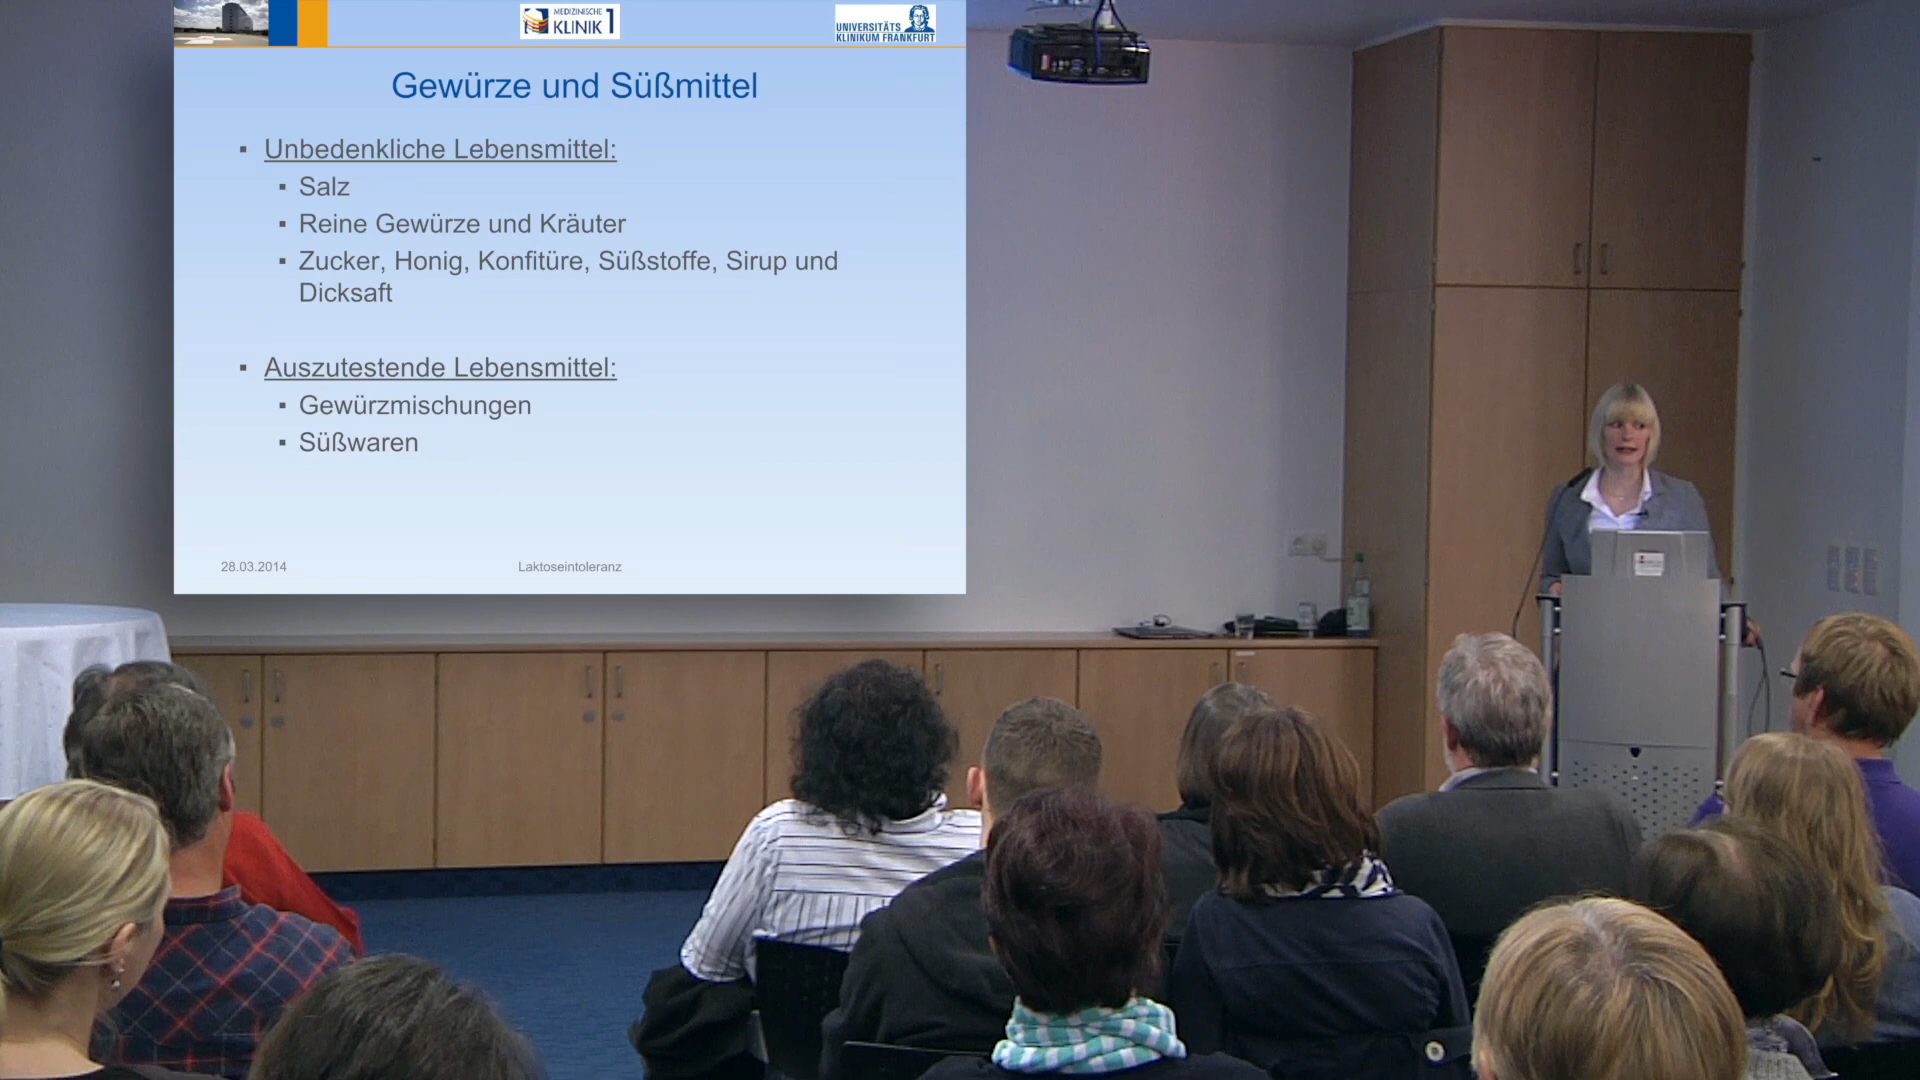 MEDIZINISCHE
KLINIK 1
UNIVERSITÄTS
KLINIKUM FRANKFURT
Gewürze und Süßmittel
▪ Unbedenkliche Lebensmittel:
▪ Salz
▪ Reine Gewürze und Kräuter
▪ Zucker, Honig, Konfitüre, Süßstoffe, Sirup und
Dicksaft
▪ Auszutestende Lebensmittel:
▪ Gewürzmischungen
▪ Süßwaren
28.03.2014
Laktoseintoleranz